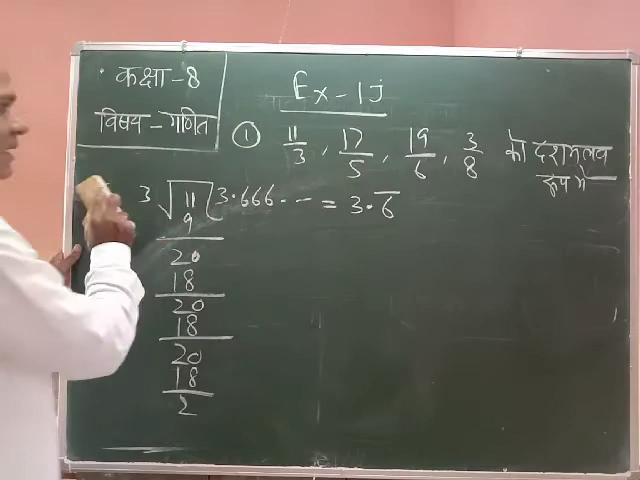 कक्षा - 8
विषय - गणित
Ex - 1J
① 11/3 , 17/5 , 19/6 , 3/8 को दशमलव
रूप में —
3 √ 11 ( 3.666... = 3.6̅
9
20
18
20
18
20
18
2